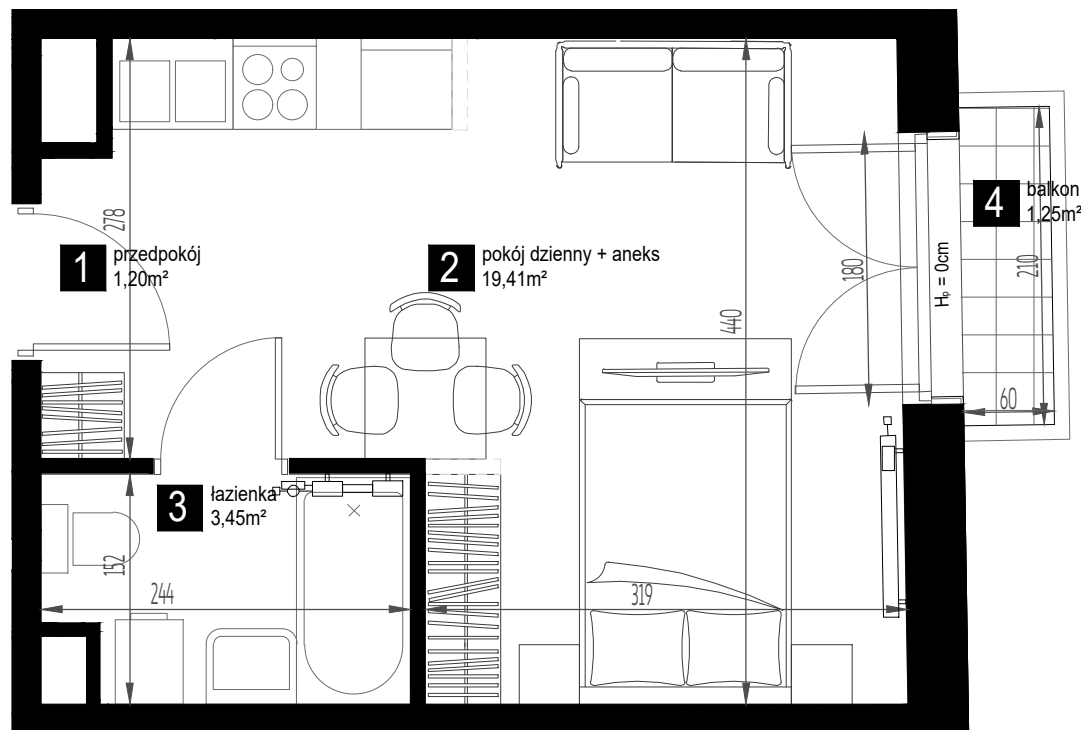 1
przedpokój
1,20m²
278
2
pokój dzienny + aneks
19,41m²
440
180
Hp = 0cm
4
balkon
1,25m²
210
60
3
łazienka
3,45m²
152
244
319